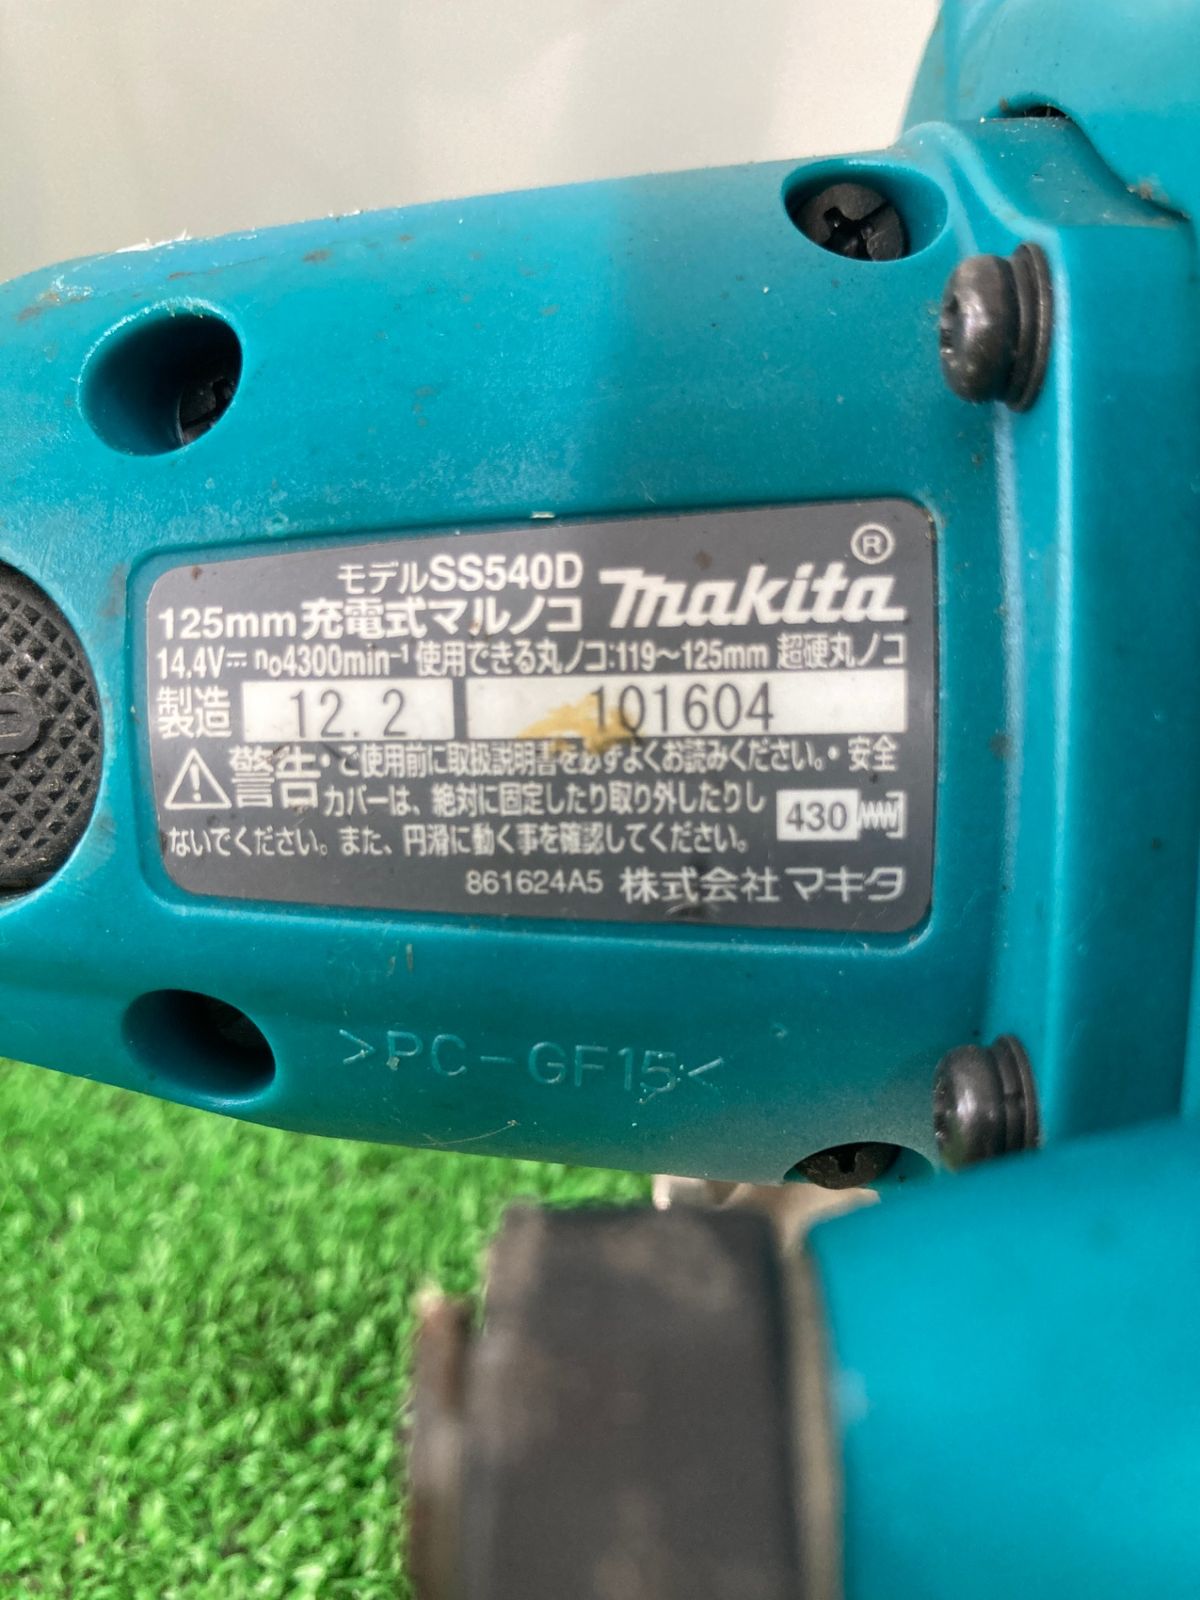 モデルSS540D
makita®
125mm 充電式マルノコ
14.4V⎓ n₀4300min⁻¹ 使用できる丸ノコ:119〜125mm 超硬丸ノコ
製造 12.2 101604
⚠警告・ご使用前に取扱説明書を必ずよくお読みください。・安全
カバーは、絶対に固定したり取り外したりし
ないでください。また、円滑に動く事を確認してください。
430
861624A5 株式会社マキタ
>PC-GF15<